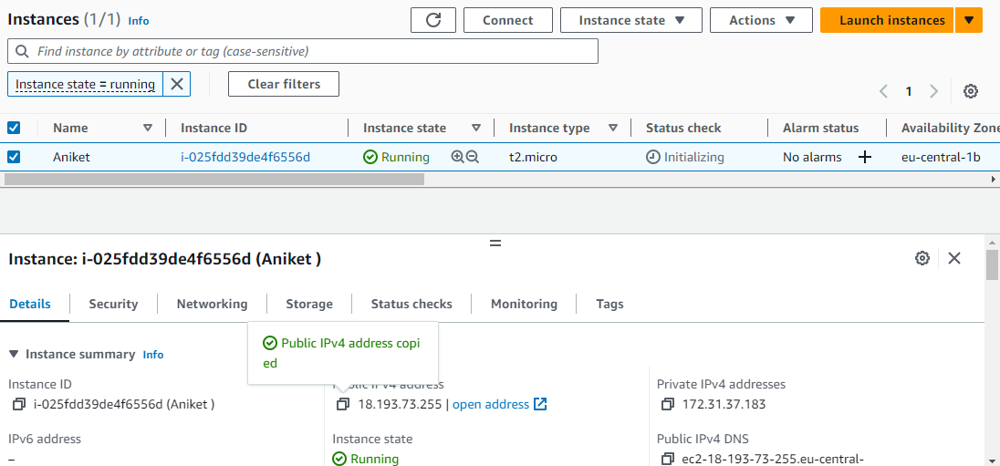 Instances (1/1) Info
Connect
Instance state
Actions
Launch instances
Find instance by attribute or tag (case-sensitive)
Instance state = running
Clear filters
1
Name Instance ID Instance state Instance type Status check Alarm status Availability Zone
Aniket i-025fdd39de4f6556d Running t2.micro Initializing No alarms eu-central-1b
Instance: i-025fdd39de4f6556d (Aniket )
Details Security Networking Storage Status checks Monitoring Tags
Public IPv4 address copi
ed
Instance summary Info
Instance ID
i-025fdd39de4f6556d (Aniket )
Public IPv4 address
18.193.73.255 | open address
Private IPv4 addresses
172.31.37.183
IPv6 address
–
Instance state
Running
Public IPv4 DNS
ec2-18-193-73-255.eu-central-